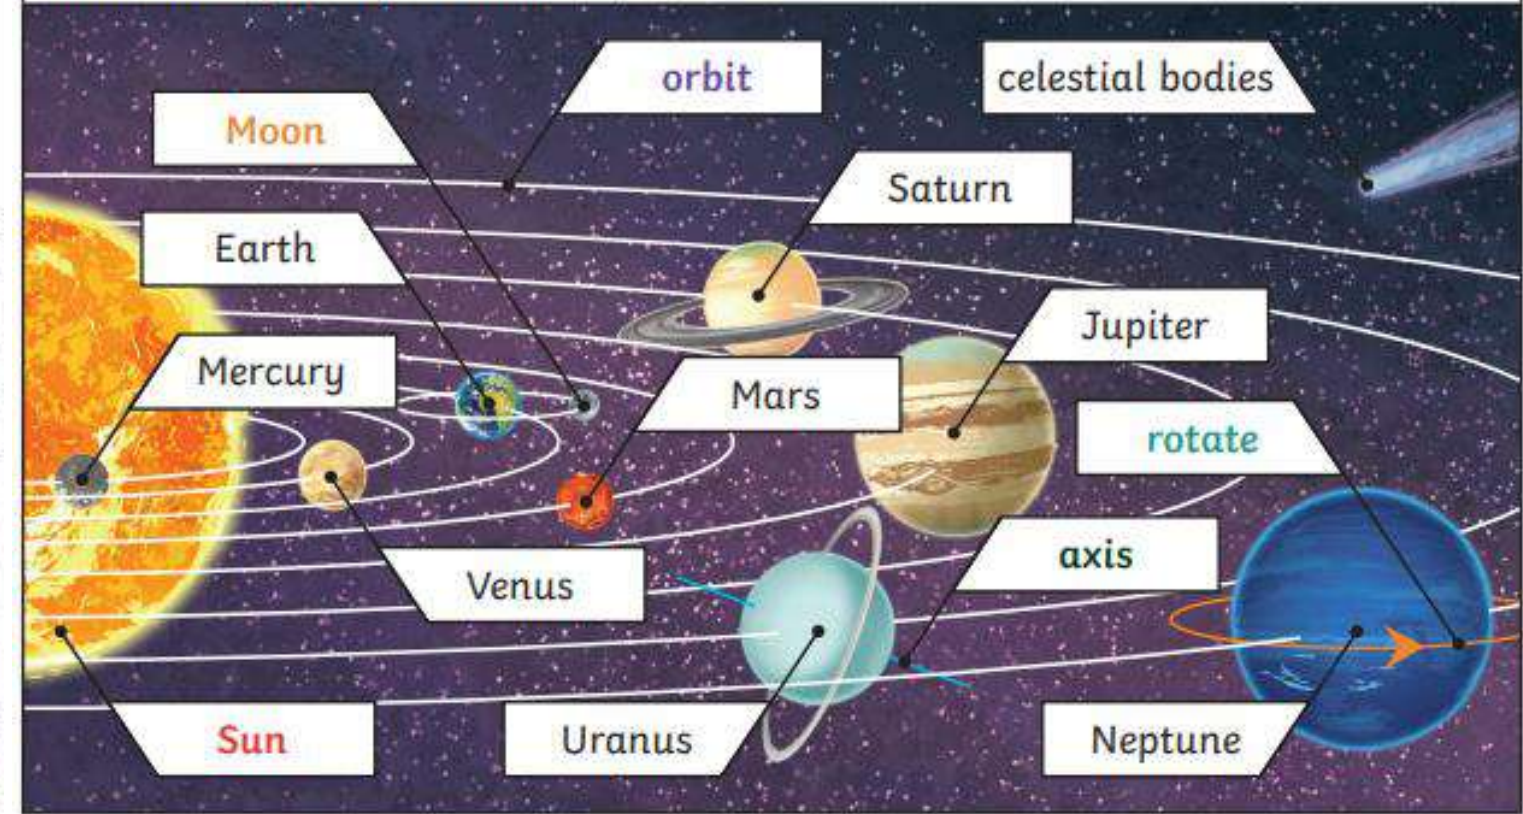 orbit
celestial bodies
Moon
Saturn
Earth
Jupiter
Mercury
Mars
rotate
axis
Venus
Sun
Uranus
Neptune